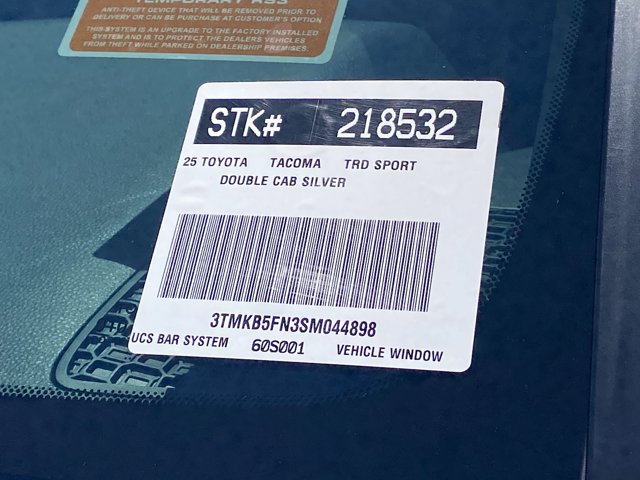 TEMPORARY ASS
ANTI-THEFT DEVICE THAT WILL BE REMOVED PRIOR TO
DELIVERY OR CAN BE PURCHASE AT CUSTOMER'S OPTION
THIS SYSTEM IS AN UPGRADE TO THE FACTORY INSTALLED
SYSTEM AND IS TO PROTECT THE DEALERS VEHICLES
FROM THEFT WHILE PARKED ON DEALERSHIP PREMISES.
STK# 218532
25 TOYOTA TACOMA TRD SPORT
DOUBLE CAB SILVER
3TMKB5FN3SM044898
UCS BAR SYSTEM 60S001 VEHICLE WINDOW